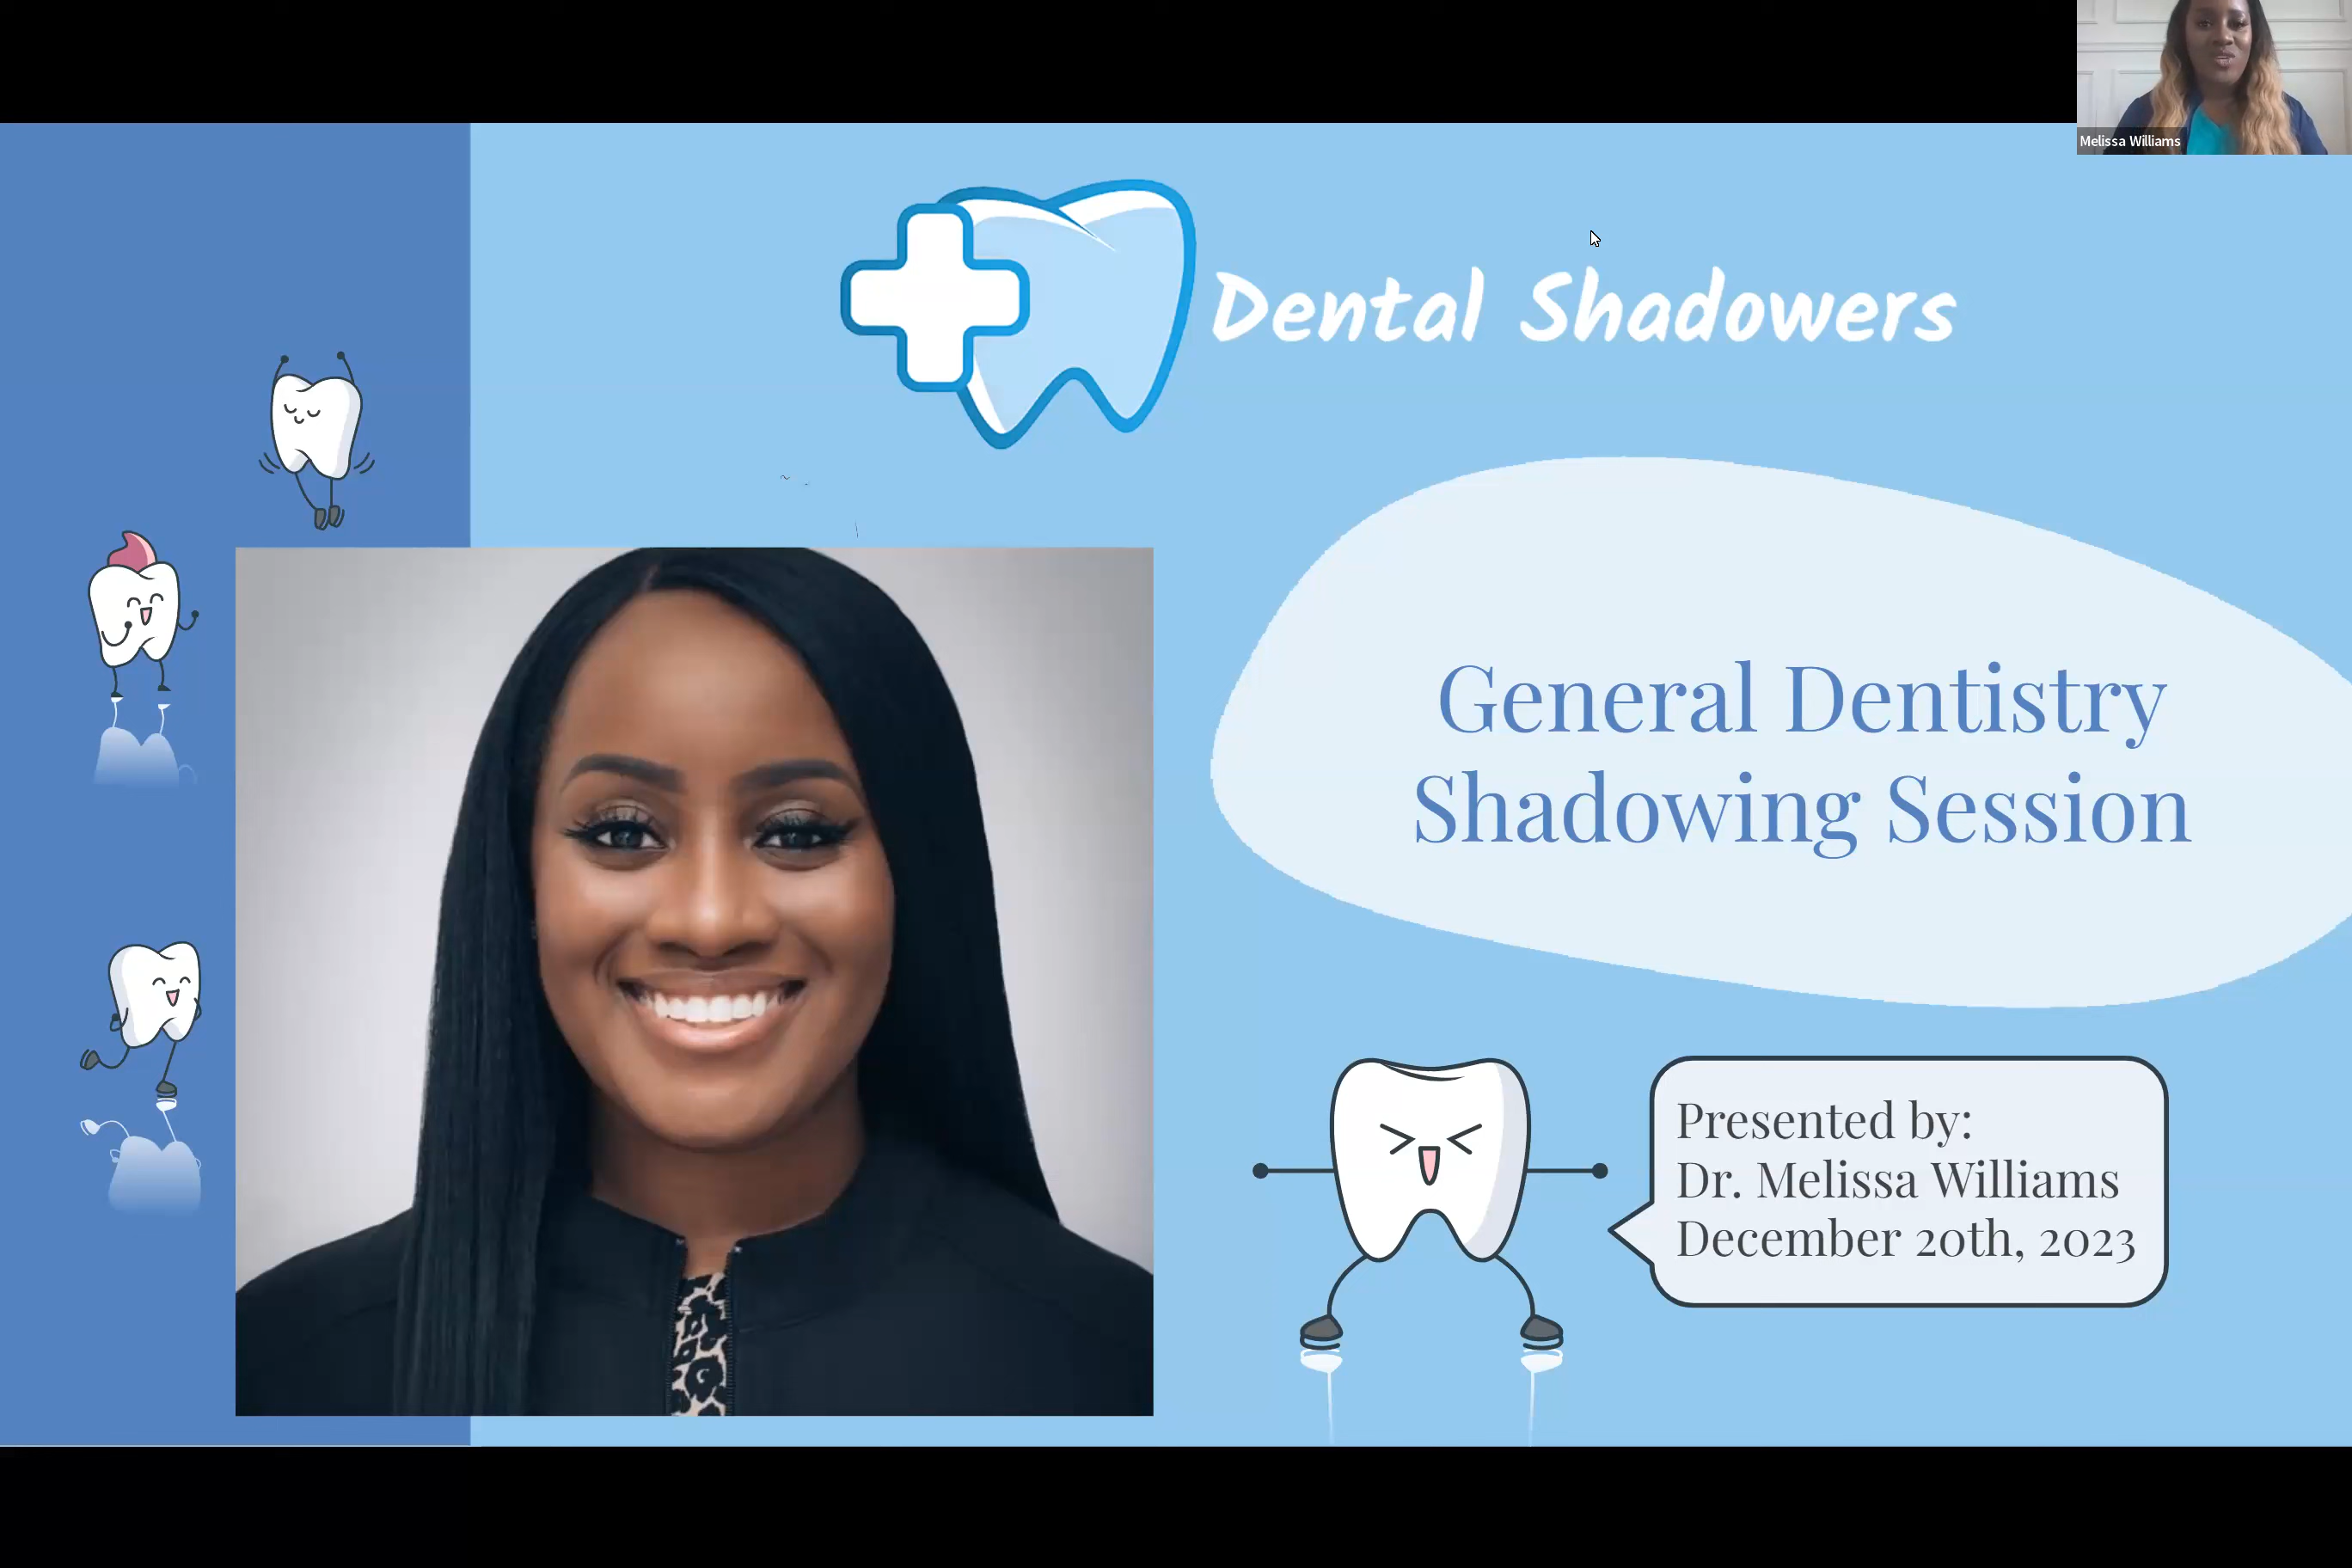 Melissa Williams
Dental Shadowers
General Dentistry
Shadowing Session
Presented by:
Dr. Melissa Williams
December 20th, 2023